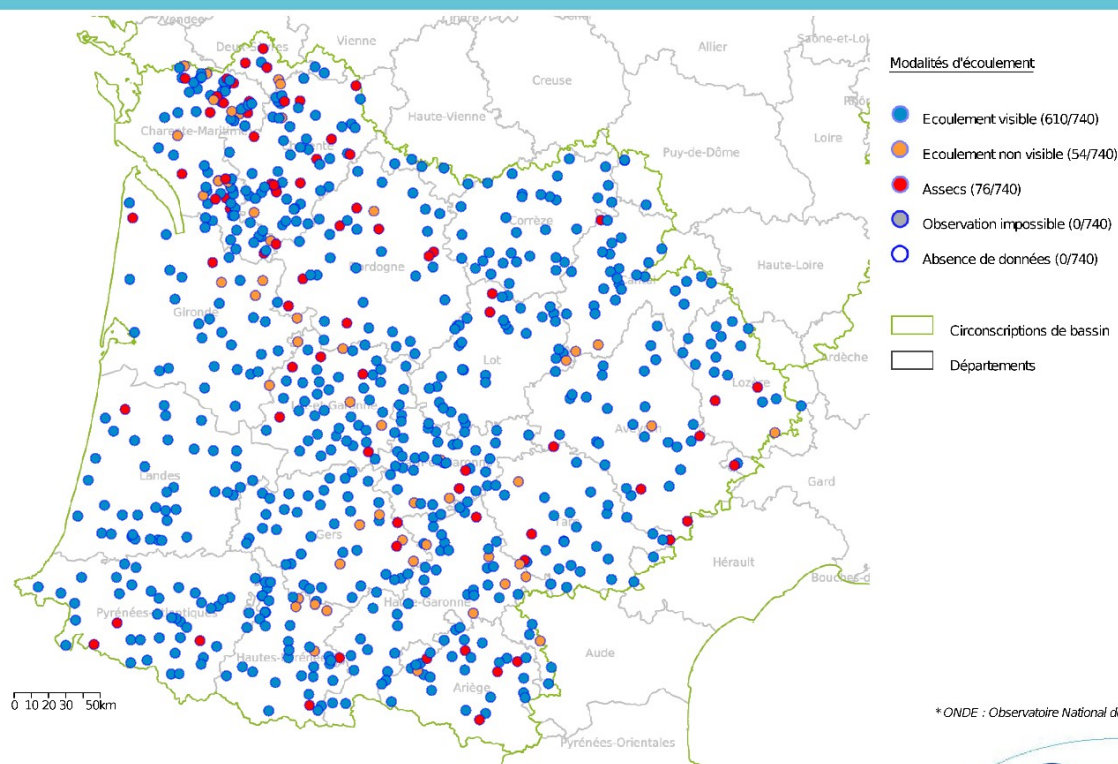 Vendée
Deux-Sèvres
Vienne
Indre
Allier
Saône-et-Loi
Creuse
Rhôn
Haute-Vienne
Loire
Charente-Maritime
Charente
Puy-de-Dôme
Corrèze
Dordogne
Cantal
Haute-Loire
Gironde
Lot
Ardèche
Lozère
Lot-et-Garonne
Aveyron
Landes
Tarn-et-Garonne
Gard
Gers
Tarn
Hérault
Bouches-d
Pyrénées-Atlantiques
Haute-Garonne
Hautes-Pyrénées
Aude
Ariège
Pyrénées-Orientales
0 10 20 30 50km
Modalités d'écoulement
Ecoulement visible (610/740)
Ecoulement non visible (54/740)
Assecs (76/740)
Observation impossible (0/740)
Absence de données (0/740)
Circonscriptions de bassin
Départements
* ONDE : Observatoire National de